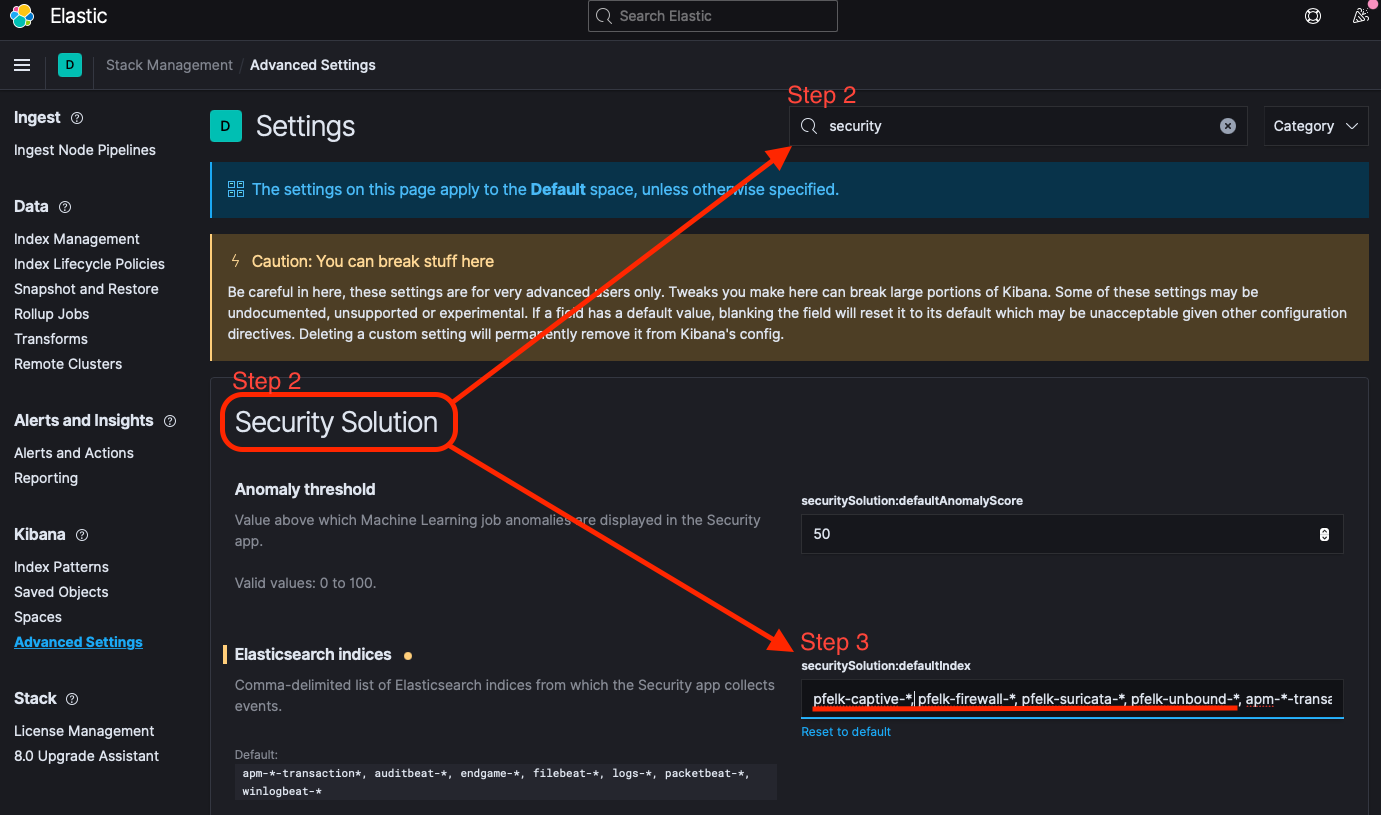 Elastic
Search Elastic
D
Stack Management / Advanced Settings
Ingest
Ingest Node Pipelines
Data
Index Management
Index Lifecycle Policies
Snapshot and Restore
Rollup Jobs
Transforms
Remote Clusters
Alerts and Insights
Alerts and Actions
Reporting
Kibana
Index Patterns
Saved Objects
Spaces
Advanced Settings
Stack
License Management
8.0 Upgrade Assistant
D
Settings
Step 2
security
Category
The settings on this page apply to the Default space, unless otherwise specified.
Caution: You can break stuff here
Be careful in here, these settings are for very advanced users only. Tweaks you make here can break large portions of Kibana. Some of these settings may be
undocumented, unsupported or experimental. If a field has a default value, blanking the field will reset it to its default which may be unacceptable given other configuration
directives. Deleting a custom setting will permanently remove it from Kibana's config.
Step 2
Security Solution
Anomaly threshold
Value above which Machine Learning job anomalies are displayed in the Security
app.
Valid values: 0 to 100.
securitySolution:defaultAnomalyScore
50
Elasticsearch indices
Comma-delimited list of Elasticsearch indices from which the Security app collects
events.
Default:
apm-*-transaction*, auditbeat-*, endgame-*, filebeat-*, logs-*, packetbeat-*,
winlogbeat-*
Step 3
securitySolution:defaultIndex
pfelk-captive-*, pfelk-firewall-*, pfelk-suricata-*, pfelk-unbound-*, apm-*-transa
Reset to default